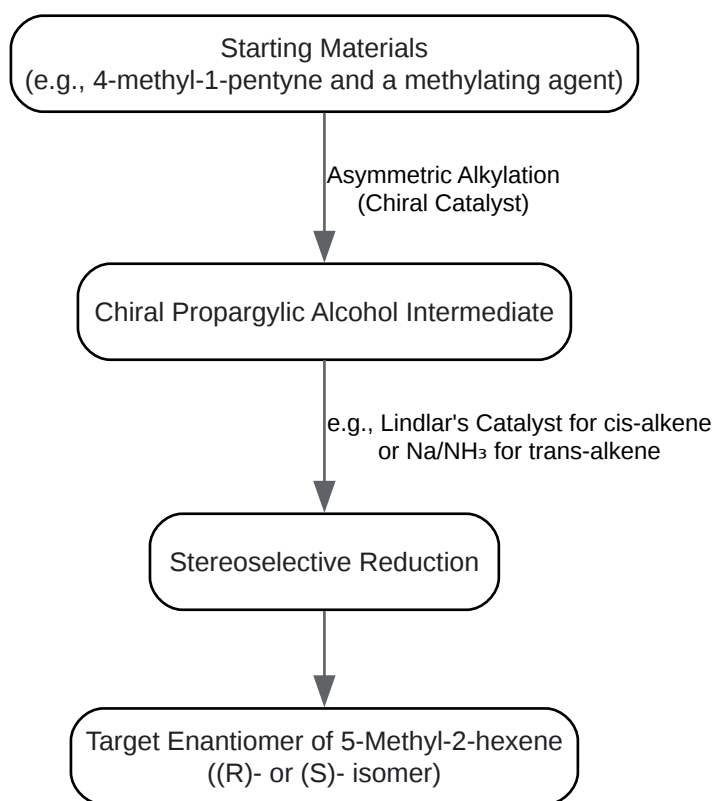 Starting Materials
(e.g., 4-methyl-1-pentyne and a methylating agent)
Asymmetric Alkylation
(Chiral Catalyst)
Chiral Propargylic Alcohol Intermediate
e.g., Lindlar's Catalyst for cis-alkene
or Na/NH₃ for trans-alkene
Stereoselective Reduction
Target Enantiomer of 5-Methyl-2-hexene
((R)- or (S)- isomer)